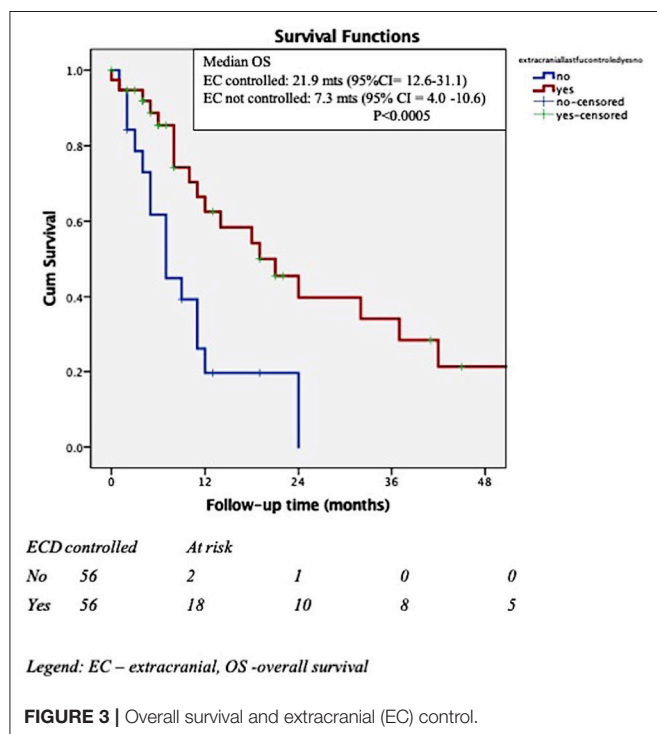 Survival Functions
Median OS
EC controlled: 21.9 mts (95%CI= 12.6-31.1)
EC not controlled: 7.3 mts (95% CI = 4.0 -10.6)
P<0.0005
extracraniallastfucontroledyesno
no
yes
no-censored
yes-censored
Cum Survival
1.0
0.8
0.6
0.4
0.2
0.0
0 12 24 36 48
Follow-up time (months)
ECD controlled At risk
No 56 2 1 0 0
Yes 56 18 10 8 5
Legend: EC – extracranial, OS -overall survival
FIGURE 3 | Overall survival and extracranial (EC) control.